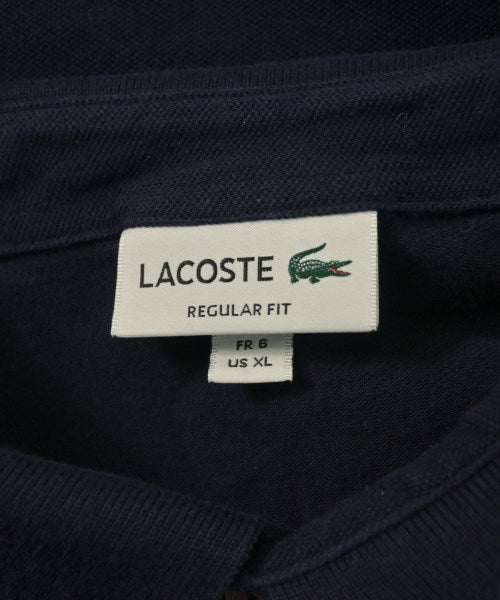 LACOSTE
REGULAR FIT
FR 6
US XL